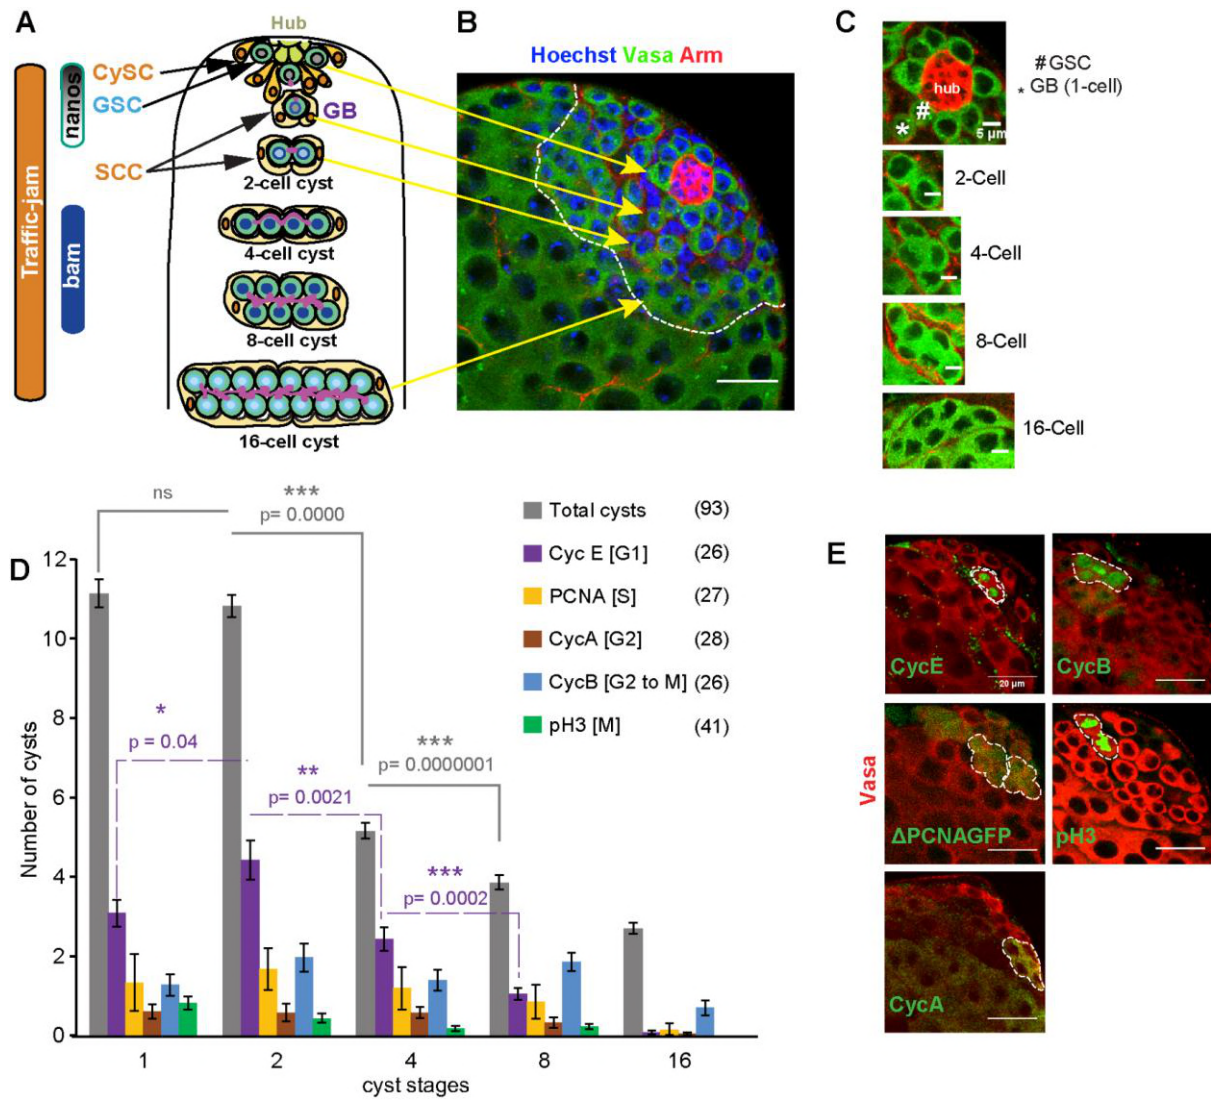 A
Hub
CySC
GSC
GB
SCC
nanos
Traffic-jam
bam
2-cell cyst
4-cell cyst
8-cell cyst
16-cell cyst
B
Hoechst Vasa Arm
C
hub
#
*
5 µm
#GSC
* GB (1-cell)
2-Cell
4-Cell
8-Cell
16-Cell
D
ns
***
p= 0.0000
*
p = 0.04
**
p= 0.0021
***
p= 0.0000001
***
p= 0.0002
Total cysts (93)
Cyc E [G1] (26)
PCNA [S] (27)
CycA [G2] (28)
CycB [G2 to M] (26)
pH3 [M] (41)
Number of cysts
12
10
8
6
4
2
0
1 2 4 8 16
cyst stages
E
Vasa
CycE
20 µm
CycB
ΔPCNAGFP
pH3
CycA